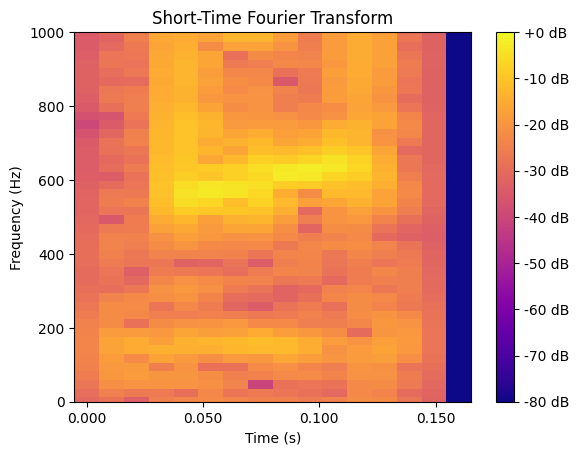 Short-Time Fourier Transform
Frequency (Hz)
1000
800
600
400
200
0
0.000
0.050
0.100
0.150
Time (s)
+0 dB
-10 dB
-20 dB
-30 dB
-40 dB
-50 dB
-60 dB
-70 dB
-80 dB